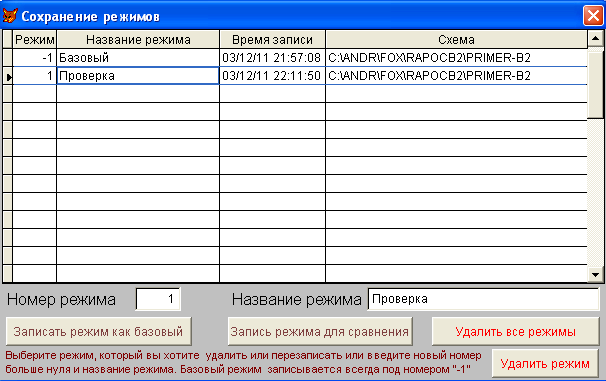 Сохранение режимов
Режим Название режима Время записи Схема
-1 Базовый 03/12/11 21:57:08 C:\ANDR\FOX\RAPOCB2\PRIMER-B2
1 Проверка 03/12/11 22:11:50 C:\ANDR\FOX\RAPOCB2\PRIMER-B2
Номер режима 1 Название режима Проверка
Записать режим как базовый Запись режима для сравнения Удалить все режимы
Выберите режим, который вы хотите удалить или перезаписать или введите новый номер
больше нуля и название режима. Базовый режим записывается всегда под номером "-1"
Удалить режим